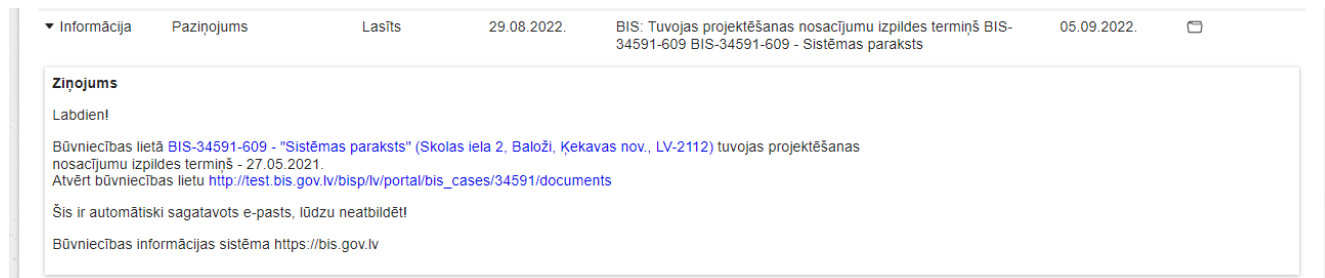 Informācija Paziņojums Lasīts 29.08.2022. BIS: Tuvojas projektēšanas nosacījumu izpildes termiņš BIS- 05.09.2022.
34591-609 BIS-34591-609 - Sistēmas paraksts
Ziņojums
Labdien!
Būvniecības lietā BIS-34591-609 - "Sistēmas paraksts" (Skolas iela 2, Baloži, Ķekavas nov., LV-2112) tuvojas projektēšanas
nosacījumu izpildes termiņš - 27.05.2021.
Atvērt būvniecības lietu http://test.bis.gov.lv/bisp/lv/portal/bis_cases/34591/documents
Šis ir automātiski sagatavots e-pasts, lūdzu neatbildēt!
Būvniecības informācijas sistēma https://bis.gov.lv